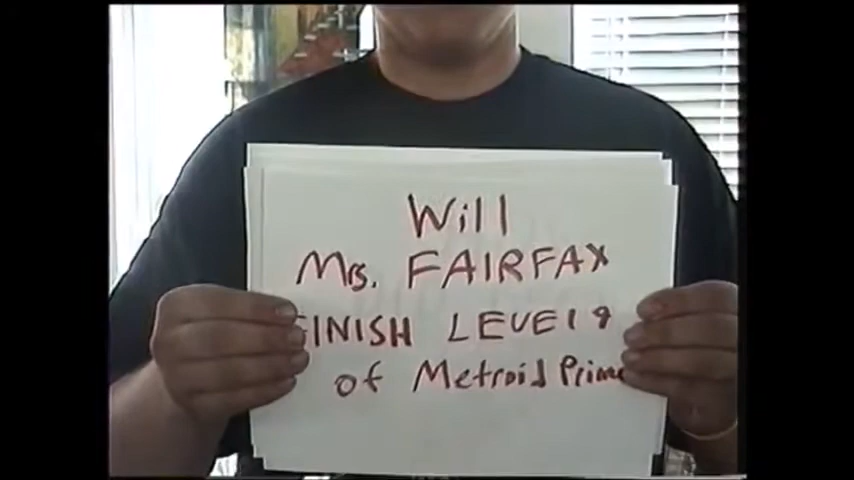 Will
Mrs. FAIRFAX
FINISH LEVEL 9
of Metroid Prime